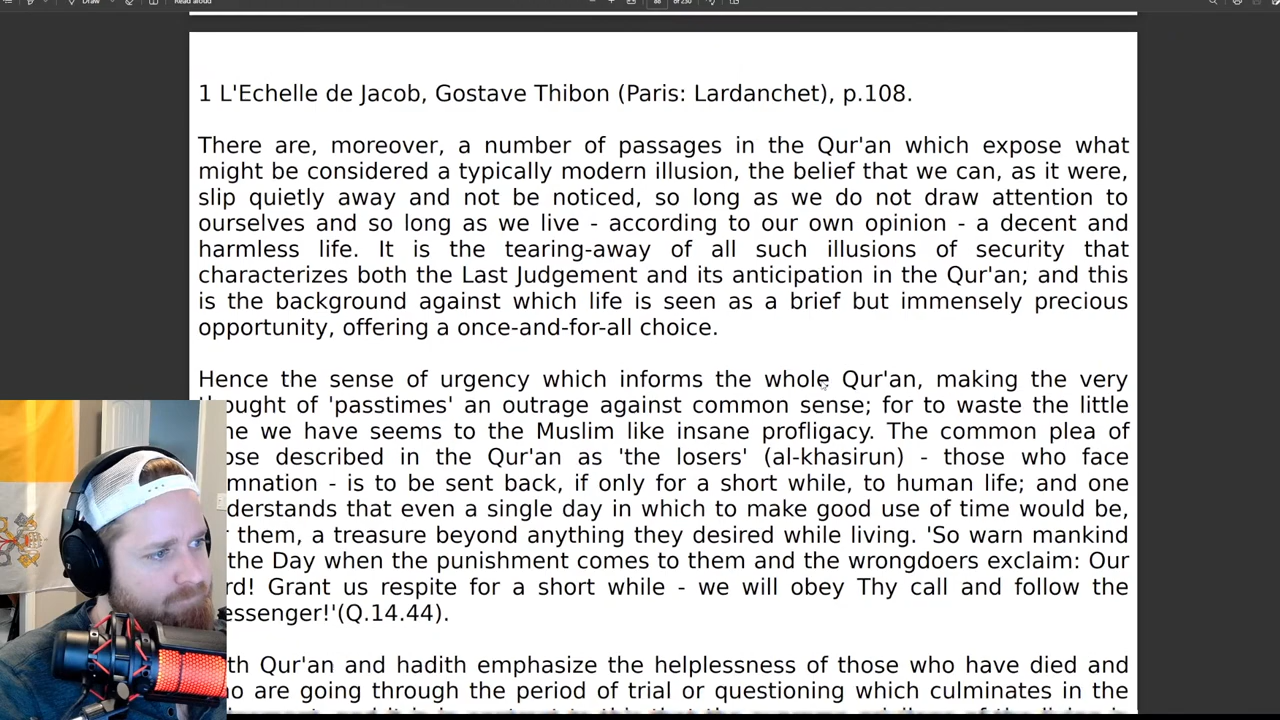 Draw
Read aloud
88 of 230
1 L'Echelle de Jacob, Gostave Thibon (Paris: Lardanchet), p.108.
There are, moreover, a number of passages in the Qur'an which expose what
might be considered a typically modern illusion, the belief that we can, as it were,
slip quietly away and not be noticed, so long as we do not draw attention to
ourselves and so long as we live - according to our own opinion - a decent and
harmless life. It is the tearing-away of all such illusions of security that
characterizes both the Last Judgement and its anticipation in the Qur'an; and this
is the background against which life is seen as a brief but immensely precious
opportunity, offering a once-and-for-all choice.
Hence the sense of urgency which informs the whole Qur'an, making the very
thought of 'passtimes' an outrage against common sense; for to waste the little
we have seems to the Muslim like insane profligacy. The common plea of
described in the Qur'an as 'the losers' (al-khasirun) - those who face
- is to be sent back, if only for a short while, to human life; and one
that even a single day in which to make good use of time would be,
them, a treasure beyond anything they desired while living. 'So warn mankind
the Day when the punishment comes to them and the wrongdoers exclaim: Our
Grant us respite for a short while - we will obey Thy call and follow the
(Q.14.44).
Qur'an and hadith emphasize the helplessness of those who have died and
are going through the period of trial or questioning which culminates in the